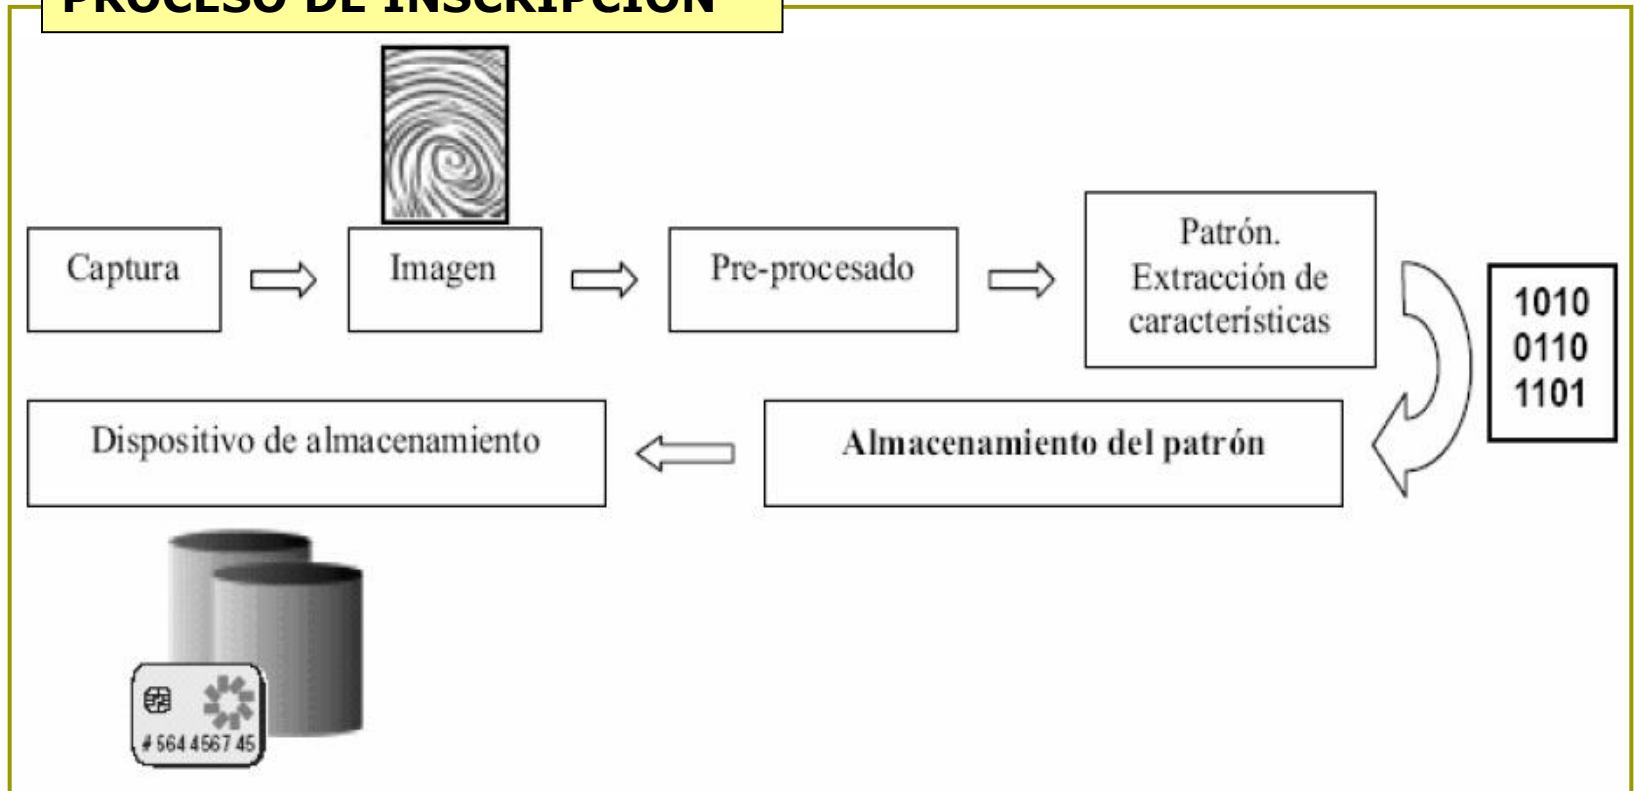 PROCESO DE INSCRIPCIÓN
Captura
Imagen
Pre-procesado
Patrón.
Extracción de
características
1010
0110
1101
Dispositivo de almacenamiento
Almacenamiento del patrón
# 564 4567 45